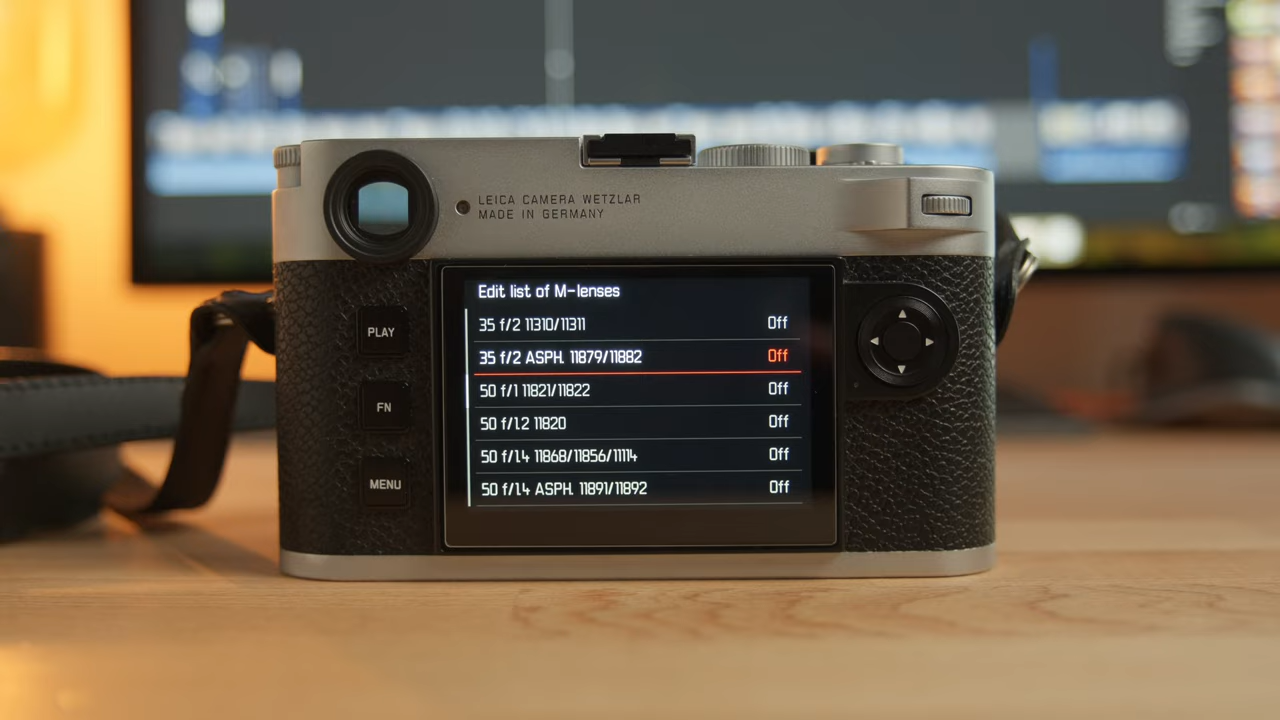 LEICA CAMERA WETZLAR
MADE IN GERMANY
PLAY
FN
MENU
Edit list of M-lenses
35 f/2 11310/11311 Off
35 f/2 ASPH. 11879/11882 Off
50 f/1 11821/11822 Off
50 f/1.2 11820 Off
50 f/1.4 11868/11856/11114 Off
50 f/1.4 ASPH. 11891/11892 Off